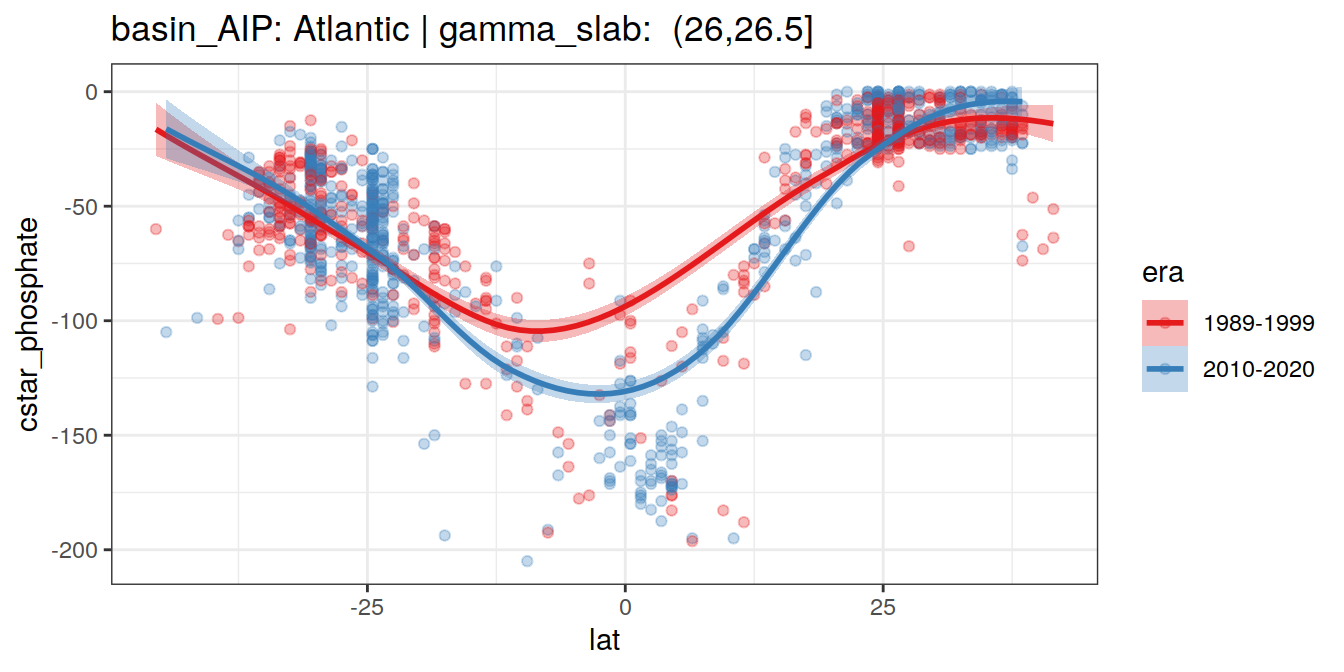 basin_AIP: Atlantic | gamma_slab:  (26,26.5]
0
-50
-100
-150
-200
cstar_phosphate
-25
0
25
lat
era
1989-1999
2010-2020